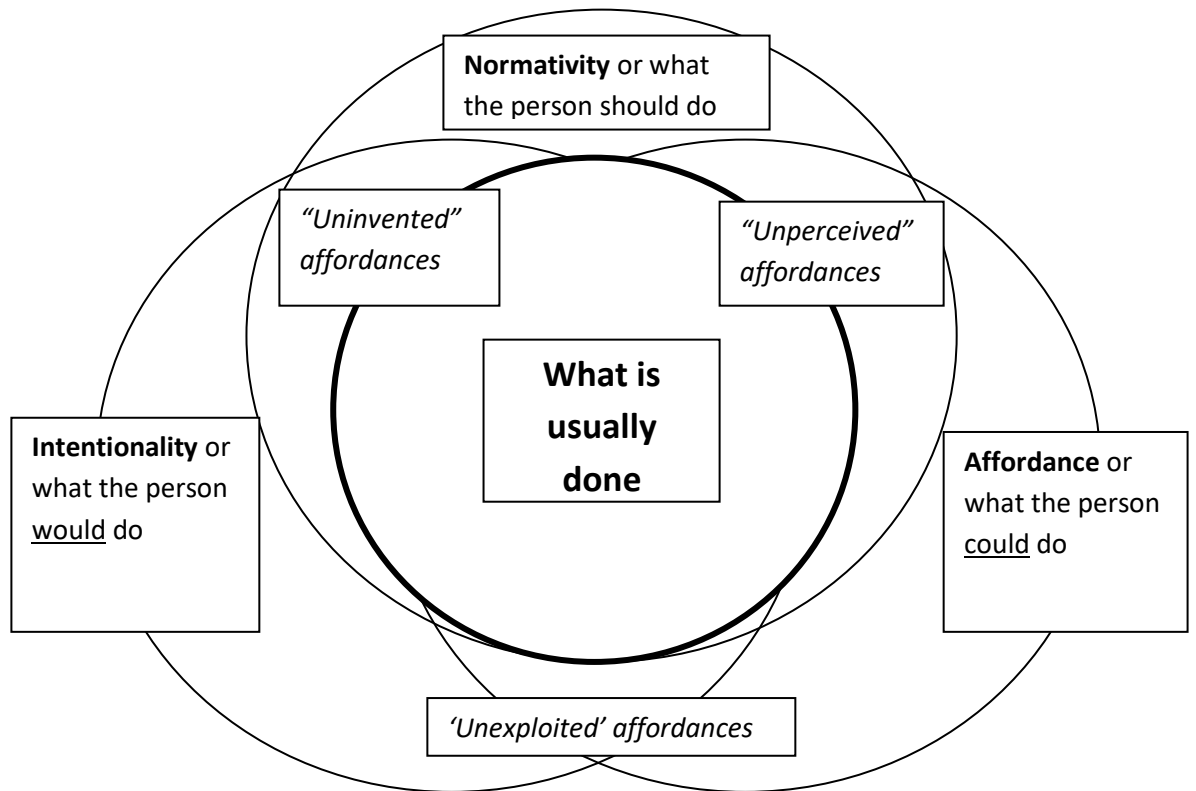 Normativity or what
the person should do
“Uninvented”
affordances
“Unperceived”
affordances
What is
usually
done
Intentionality or
what the person
would do
Affordance or
what the person
could do
‘Unexploited’ affordances